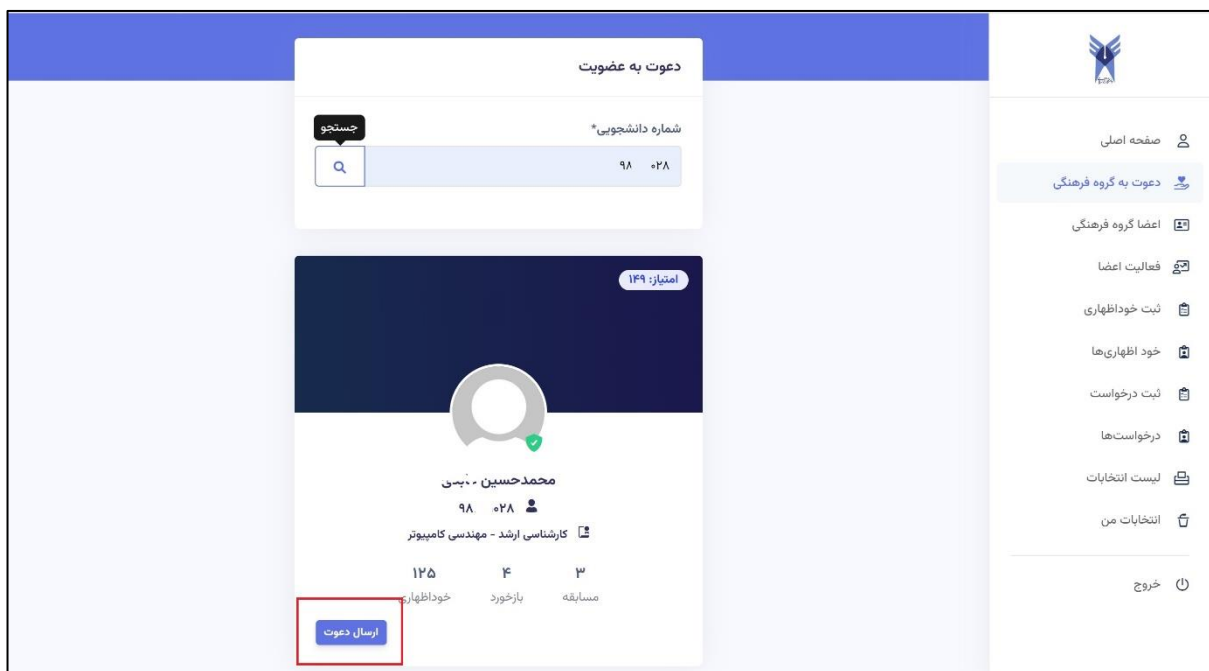 دعوت به عضویت
شماره دانشجویی*
جستجو
۹۸ ۰۲۸
امتیاز: ۱۴۹
محمدحسین
۹۸ ۰۲۸
کارشناسی ارشد - مهندسی کامپیوتر
۳ ۴ ۱۲۵
مسابقه بازخورد خوداظهاری
ارسال دعوت
صفحه اصلی
دعوت به گروه فرهنگی
اعضا گروه فرهنگی
فعالیت اعضا
ثبت خوداظهاری
خود اظهاری‌ها
ثبت درخواست
درخواست‌ها
لیست انتخابات
انتخابات من
خروج